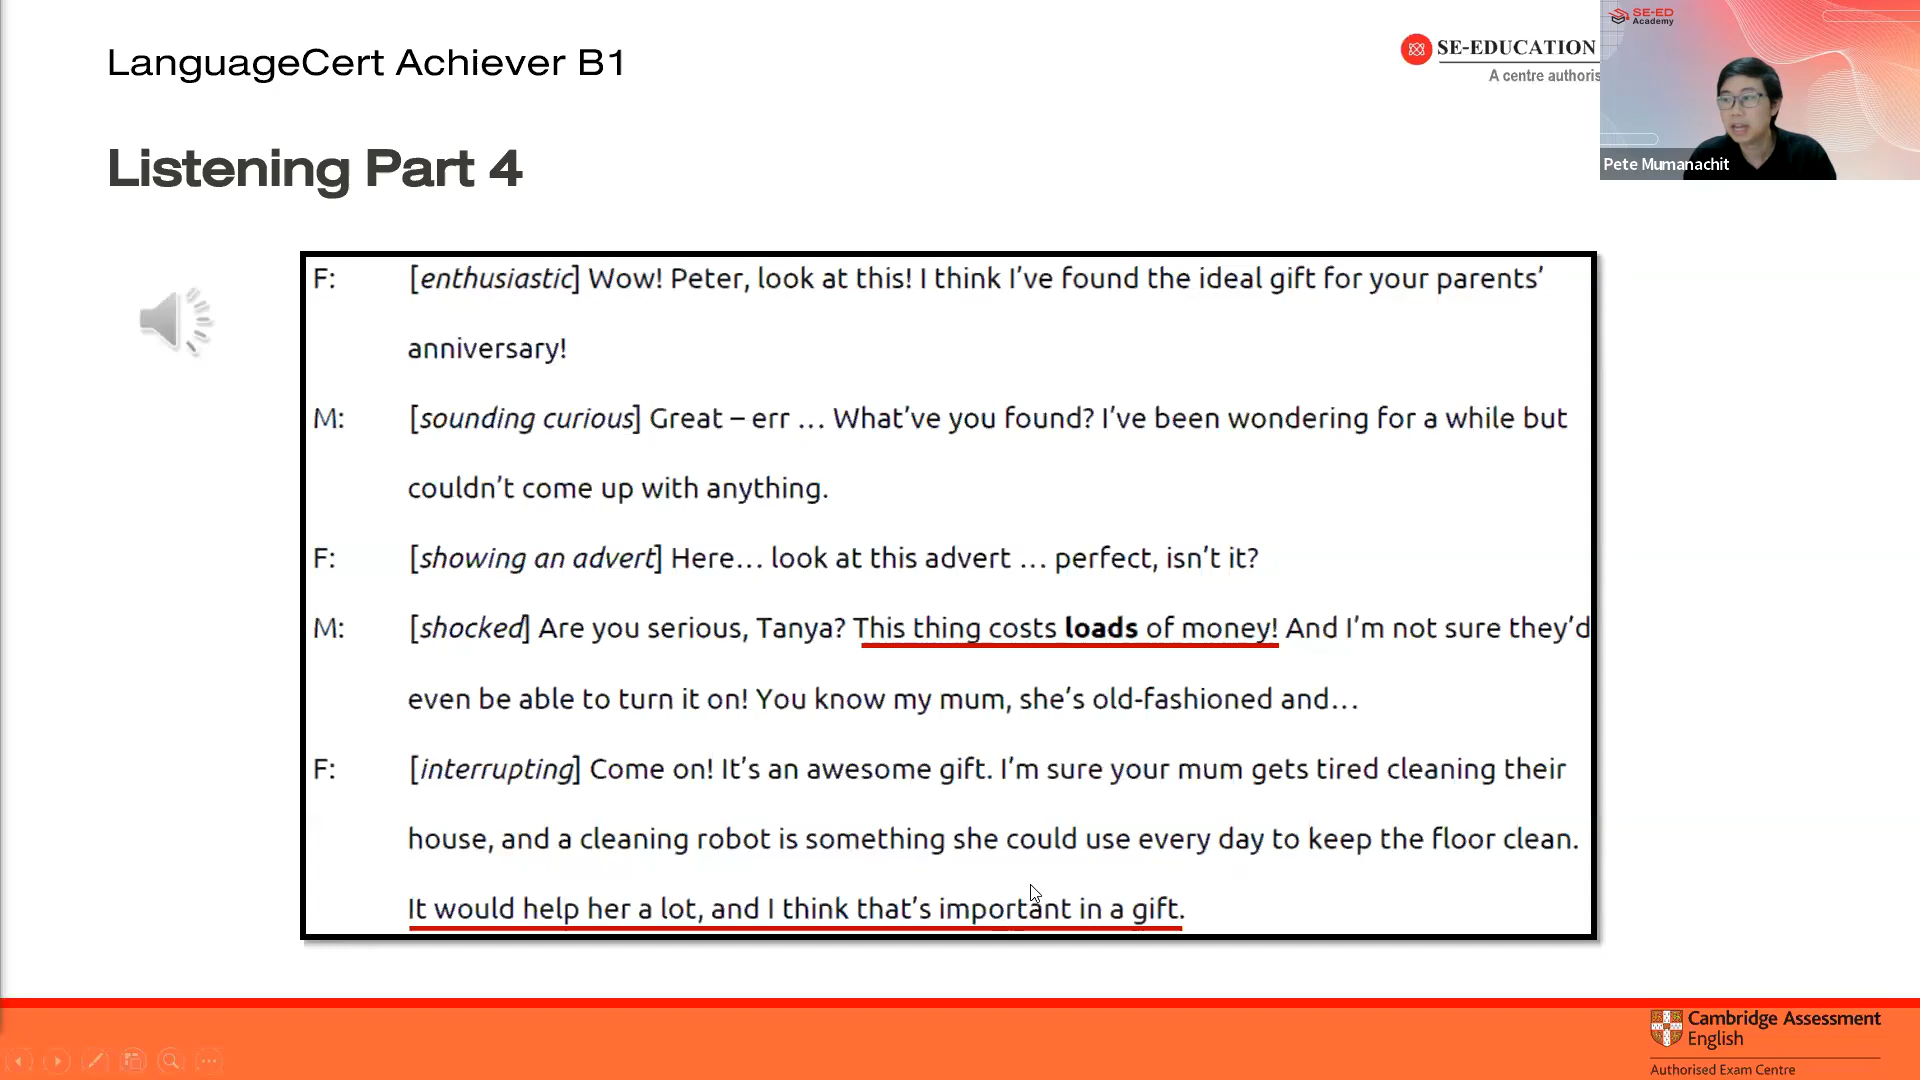 LanguageCert Achiever B1
SE-EDUCATION
A centre authoris
SE-ED
Academy
Pete Mumanachit
Listening Part 4
F: [enthusiastic] Wow! Peter, look at this! I think I’ve found the ideal gift for your parents’
anniversary!
M: [sounding curious] Great – err … What’ve you found? I’ve been wondering for a while but
couldn’t come up with anything.
F: [showing an advert] Here… look at this advert … perfect, isn’t it?
M: [shocked] Are you serious, Tanya? This thing costs loads of money! And I’m not sure they’d
even be able to turn it on! You know my mum, she’s old-fashioned and…
F: [interrupting] Come on! It’s an awesome gift. I’m sure your mum gets tired cleaning their
house, and a cleaning robot is something she could use every day to keep the floor clean.
It would help her a lot, and I think that’s important in a gift.
Cambridge Assessment
English
Authorised Exam Centre